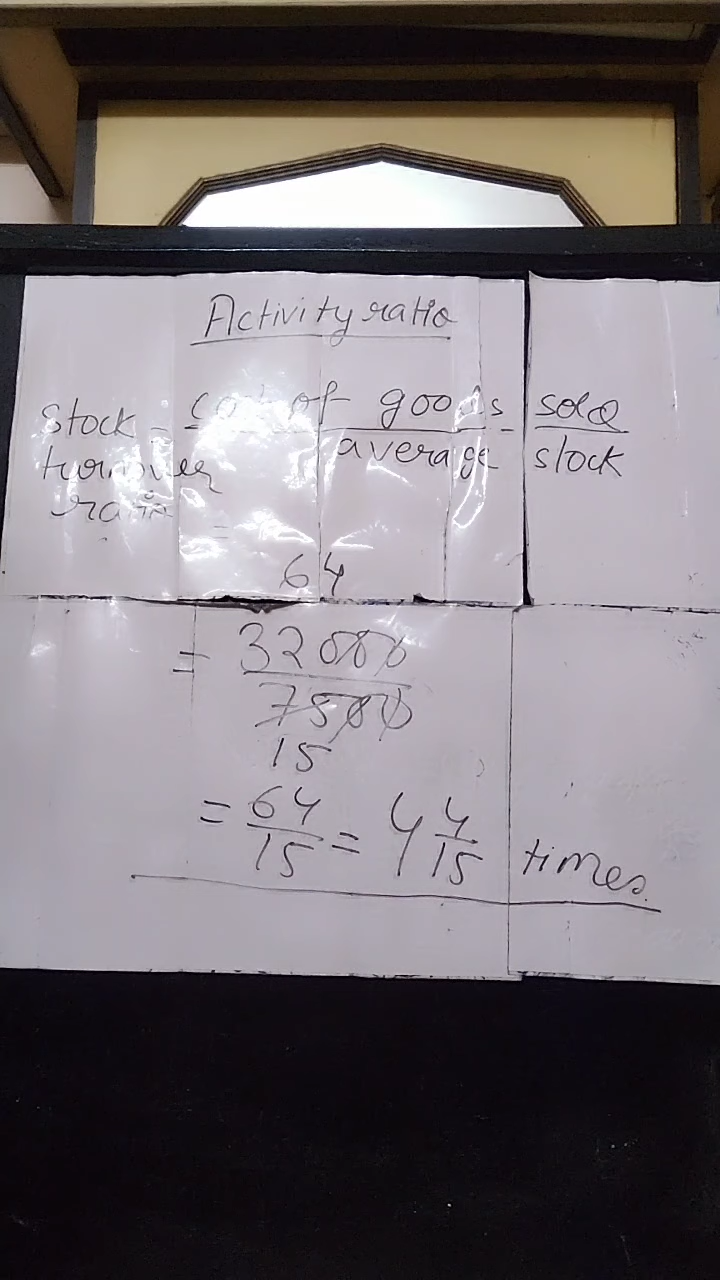 Activity ratio
Stock = cost of goods sold
turnover average stock
ratio =
64
= 32000
7500
15
= 64/15 = 4 4/15 times.